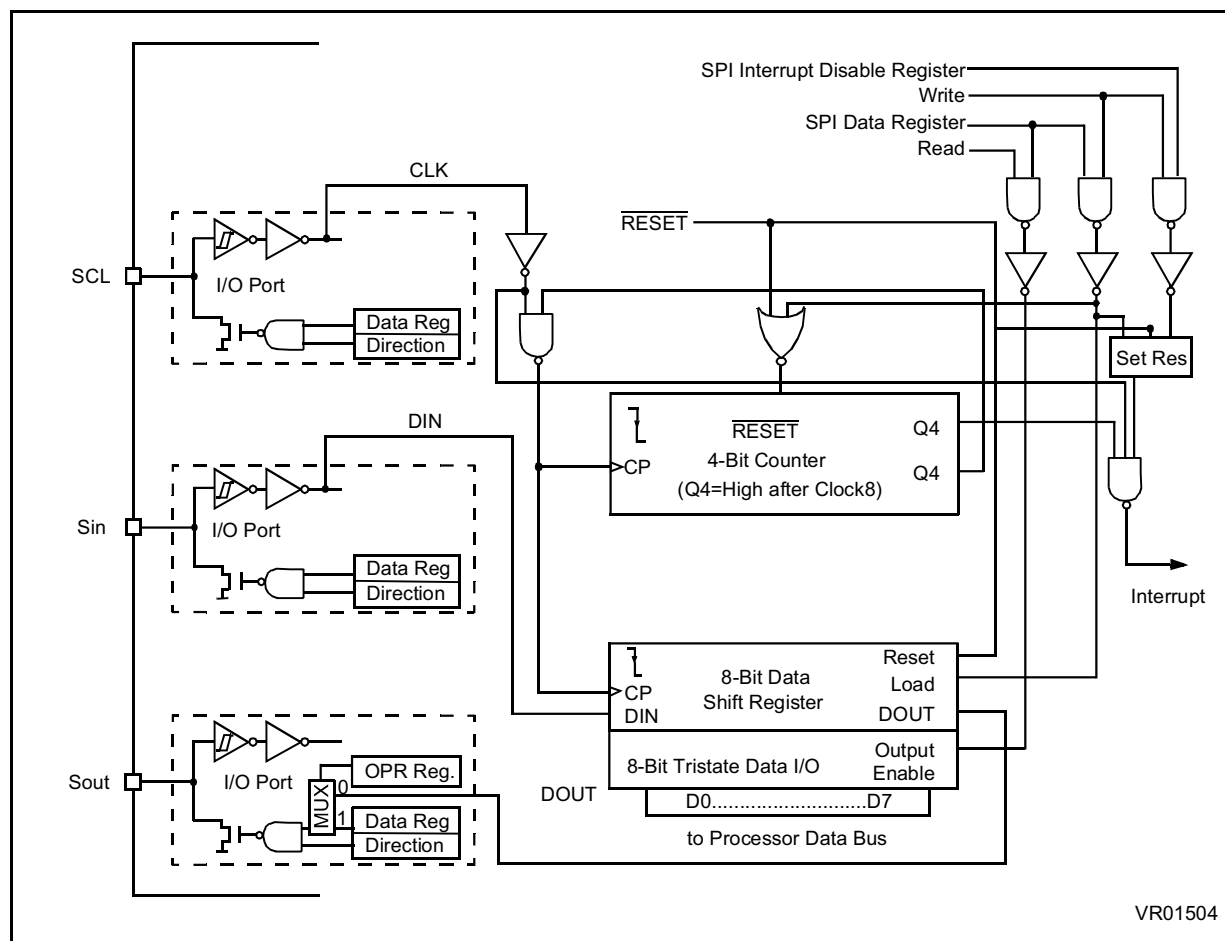 SPI Interrupt Disable Register
Write
SPI Data Register
Read
CLK
RESET
SCL
I/O Port
Data Reg
Direction
Set Res
DIN
RESET
4-Bit Counter
(Q4=High after Clock8)
CP
Q4
Q4
Sin
I/O Port
Data Reg
Direction
Interrupt
CP
DIN
8-Bit Data
Shift Register
Reset
Load
DOUT
Sout
I/O Port
OPR Reg.
MUX
0
1
Data Reg
Direction
DOUT
8-Bit Tristate Data I/O
Output
Enable
D0............................D7
to Processor Data Bus
VR01504